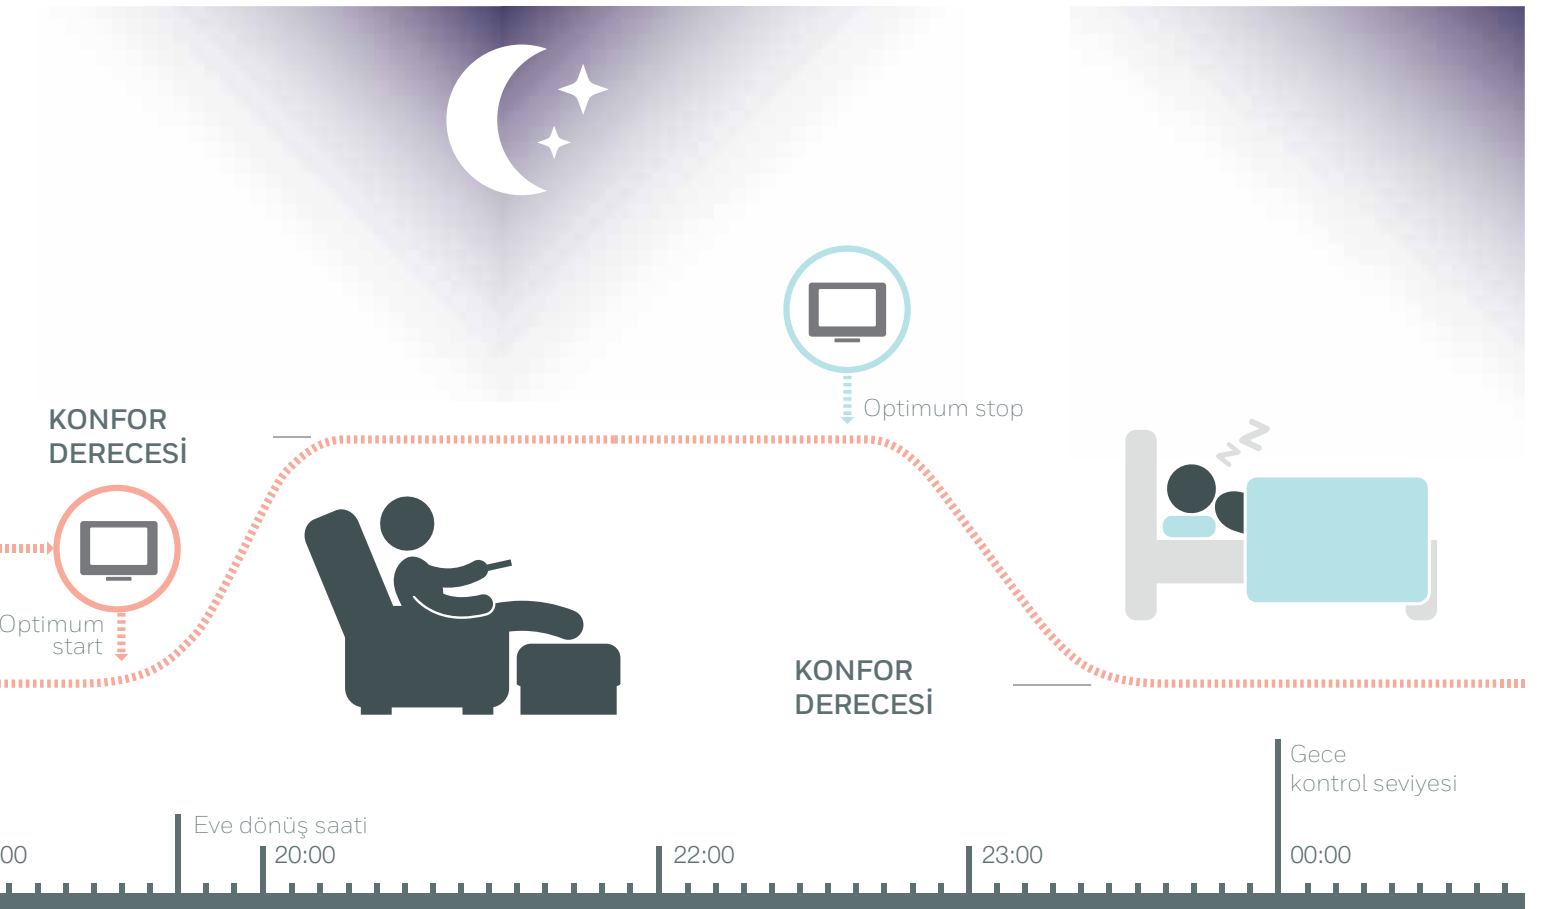 Optimum stop
KONFOR
DERECESİ
Optimum
start
KONFOR
DERECESİ
Gece
kontrol seviyesi
Eve dönüş saati
00
20:00
22:00
23:00
00:00